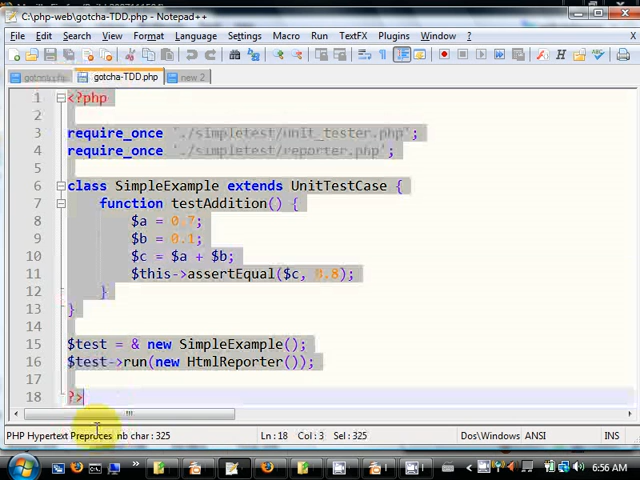 C:\php-web\gotcha-TDD.php - Notepad++
File Edit Search View Format Language Settings Macro Run TextFX Plugins Window ? X
gotcha-TDD.php new 2
1 <?php
2
3 require_once './simpletest/unit_tester.php';
4 require_once './simpletest/reporter.php';
5
6 class SimpleExample extends UnitTestCase {
7 function testAddition() {
8 $a = 0.7;
9 $b = 0.1;
10 $c = $a + $b;
11 $this->assertEqual($c, 0.8);
12 }
13 }
14
15 $test = & new SimpleExample();
16 $test->run(new HtmlReporter());
17
18 ?>
PHP Hypertext Preproces nb char : 325 Ln : 18 Col : 3 Sel : 325 Dos\Windows ANSI INS
6:56 AM